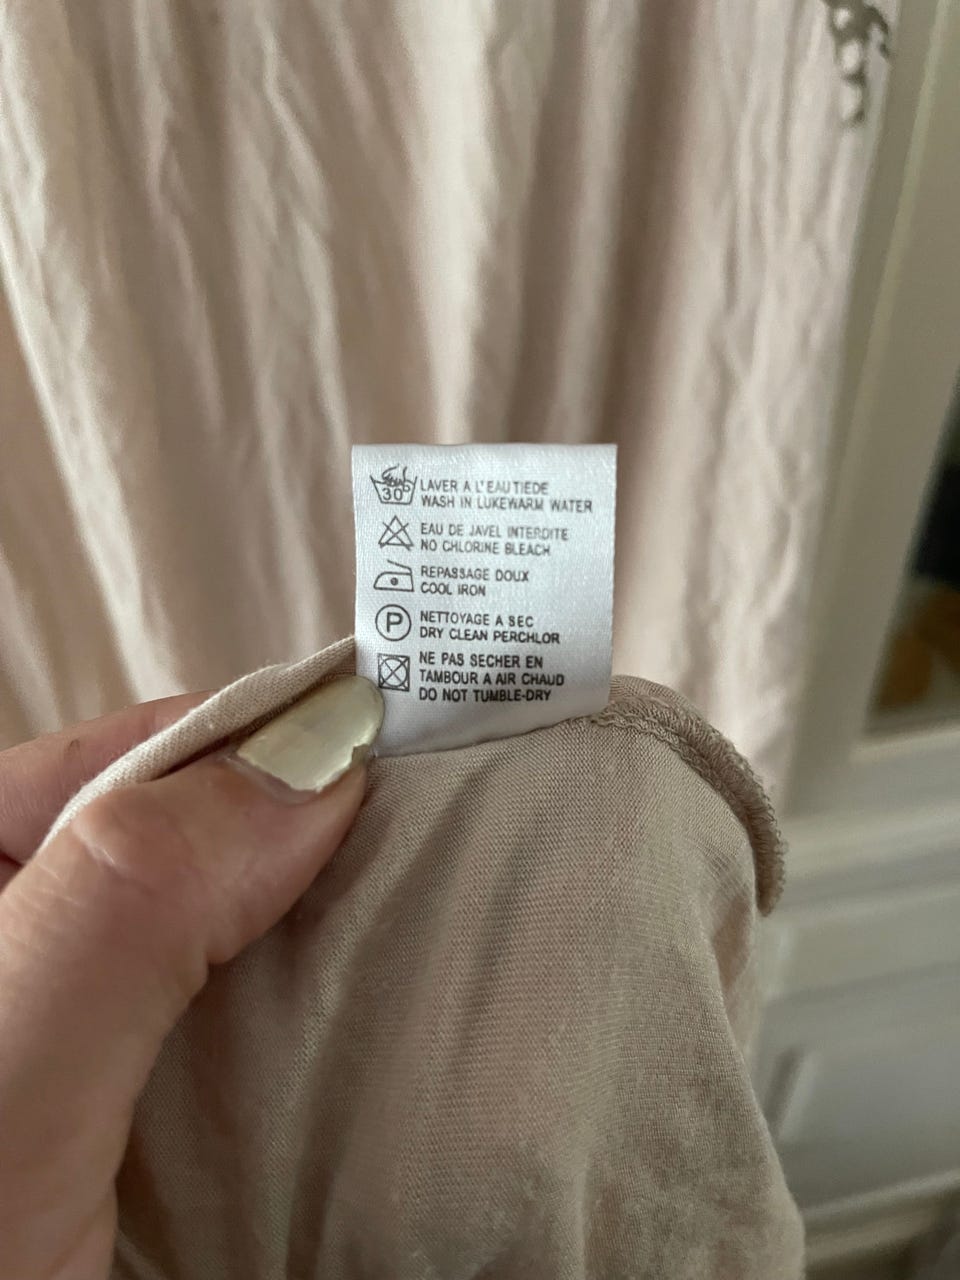 30°
LAVER A L'EAU TIEDE
WASH IN LUKEWARM WATER
EAU DE JAVEL INTERDITE
NO CHLORINE BLEACH
REPASSAGE DOUX
COOL IRON
P
NETTOYAGE A SEC
DRY CLEAN PERCHLOR
NE PAS SECHER EN
TAMBOUR A AIR CHAUD
DO NOT TUMBLE-DRY